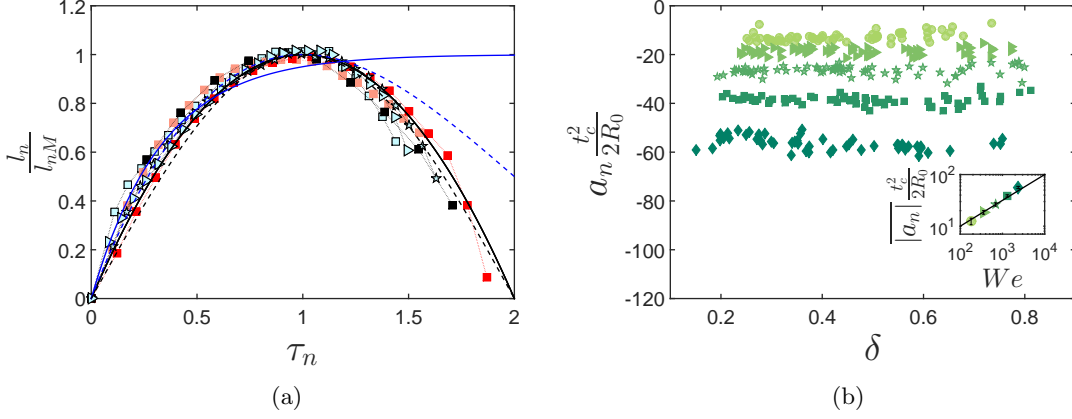 l_n / l_{nM}
1.2
1
0.8
0.6
0.4
0.2
0
0 0.5 1 1.5 2
τ_n
(a)
a_n t_c^2 / 2R_0
0
-20
-40
-60
-80
-100
-120
0.2 0.4 0.6 0.8
δ
|a_n| t_c^2 / 2R_0
10^2
10^1
10^2 10^3 10^4
We
(b)